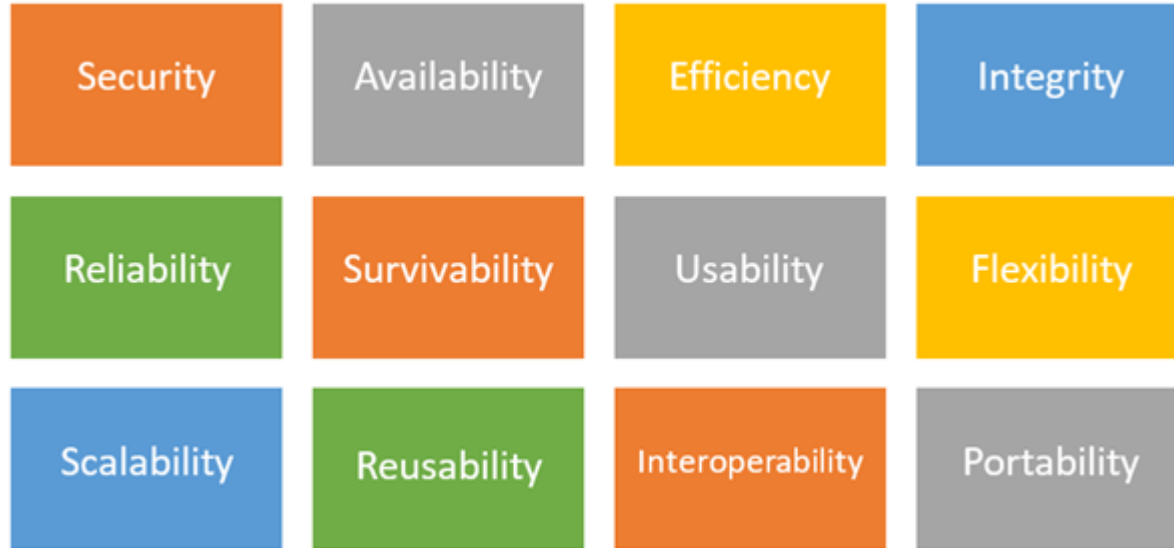 Security
Availability
Efficiency
Integrity
Reliability
Survivability
Usability
Flexibility
Scalability
Reusability
Interoperability
Portability